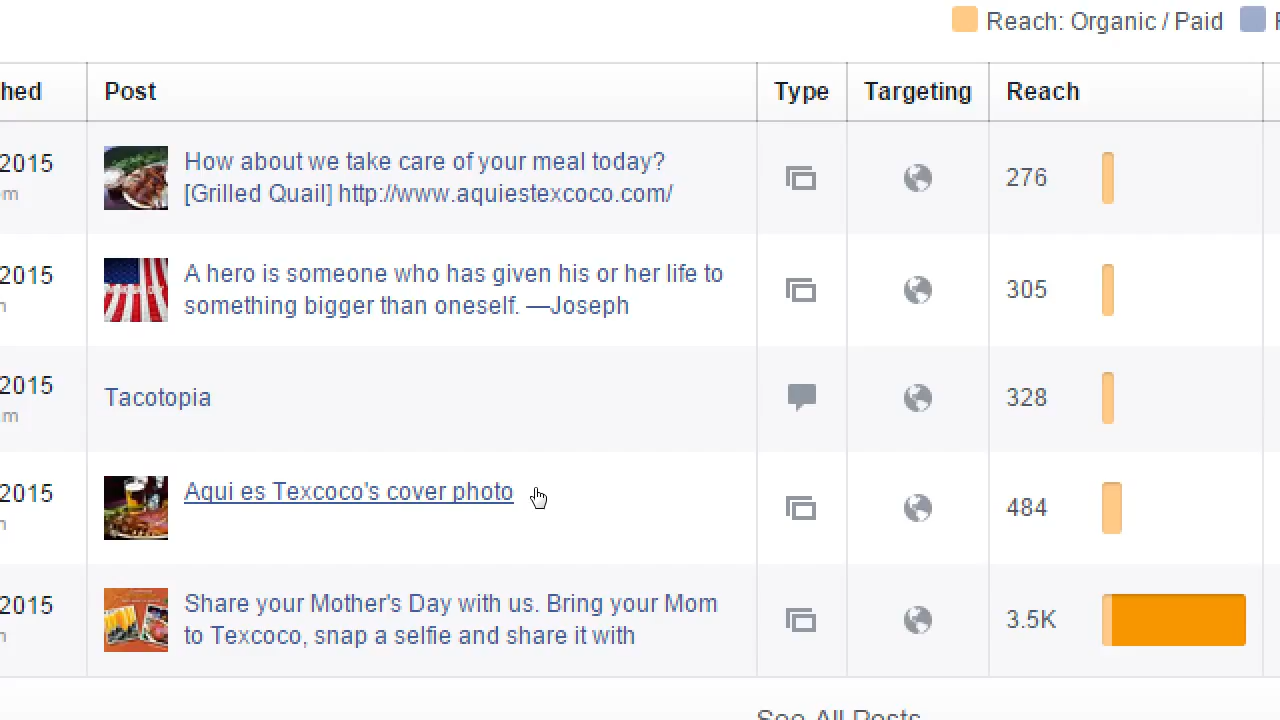 Reach: Organic / Paid
hed Post Type Targeting Reach
2015 How about we take care of your meal today?
m [Grilled Quail] http://www.aquiestexcoco.com/ 276
2015 A hero is someone who has given his or her life to
something bigger than oneself. —Joseph 305
2015 Tacotopia 328
m
2015 Aqui es Texcoco's cover photo 484
2015 Share your Mother's Day with us. Bring your Mom
to Texcoco, snap a selfie and share it with 3.5K
See All Posts